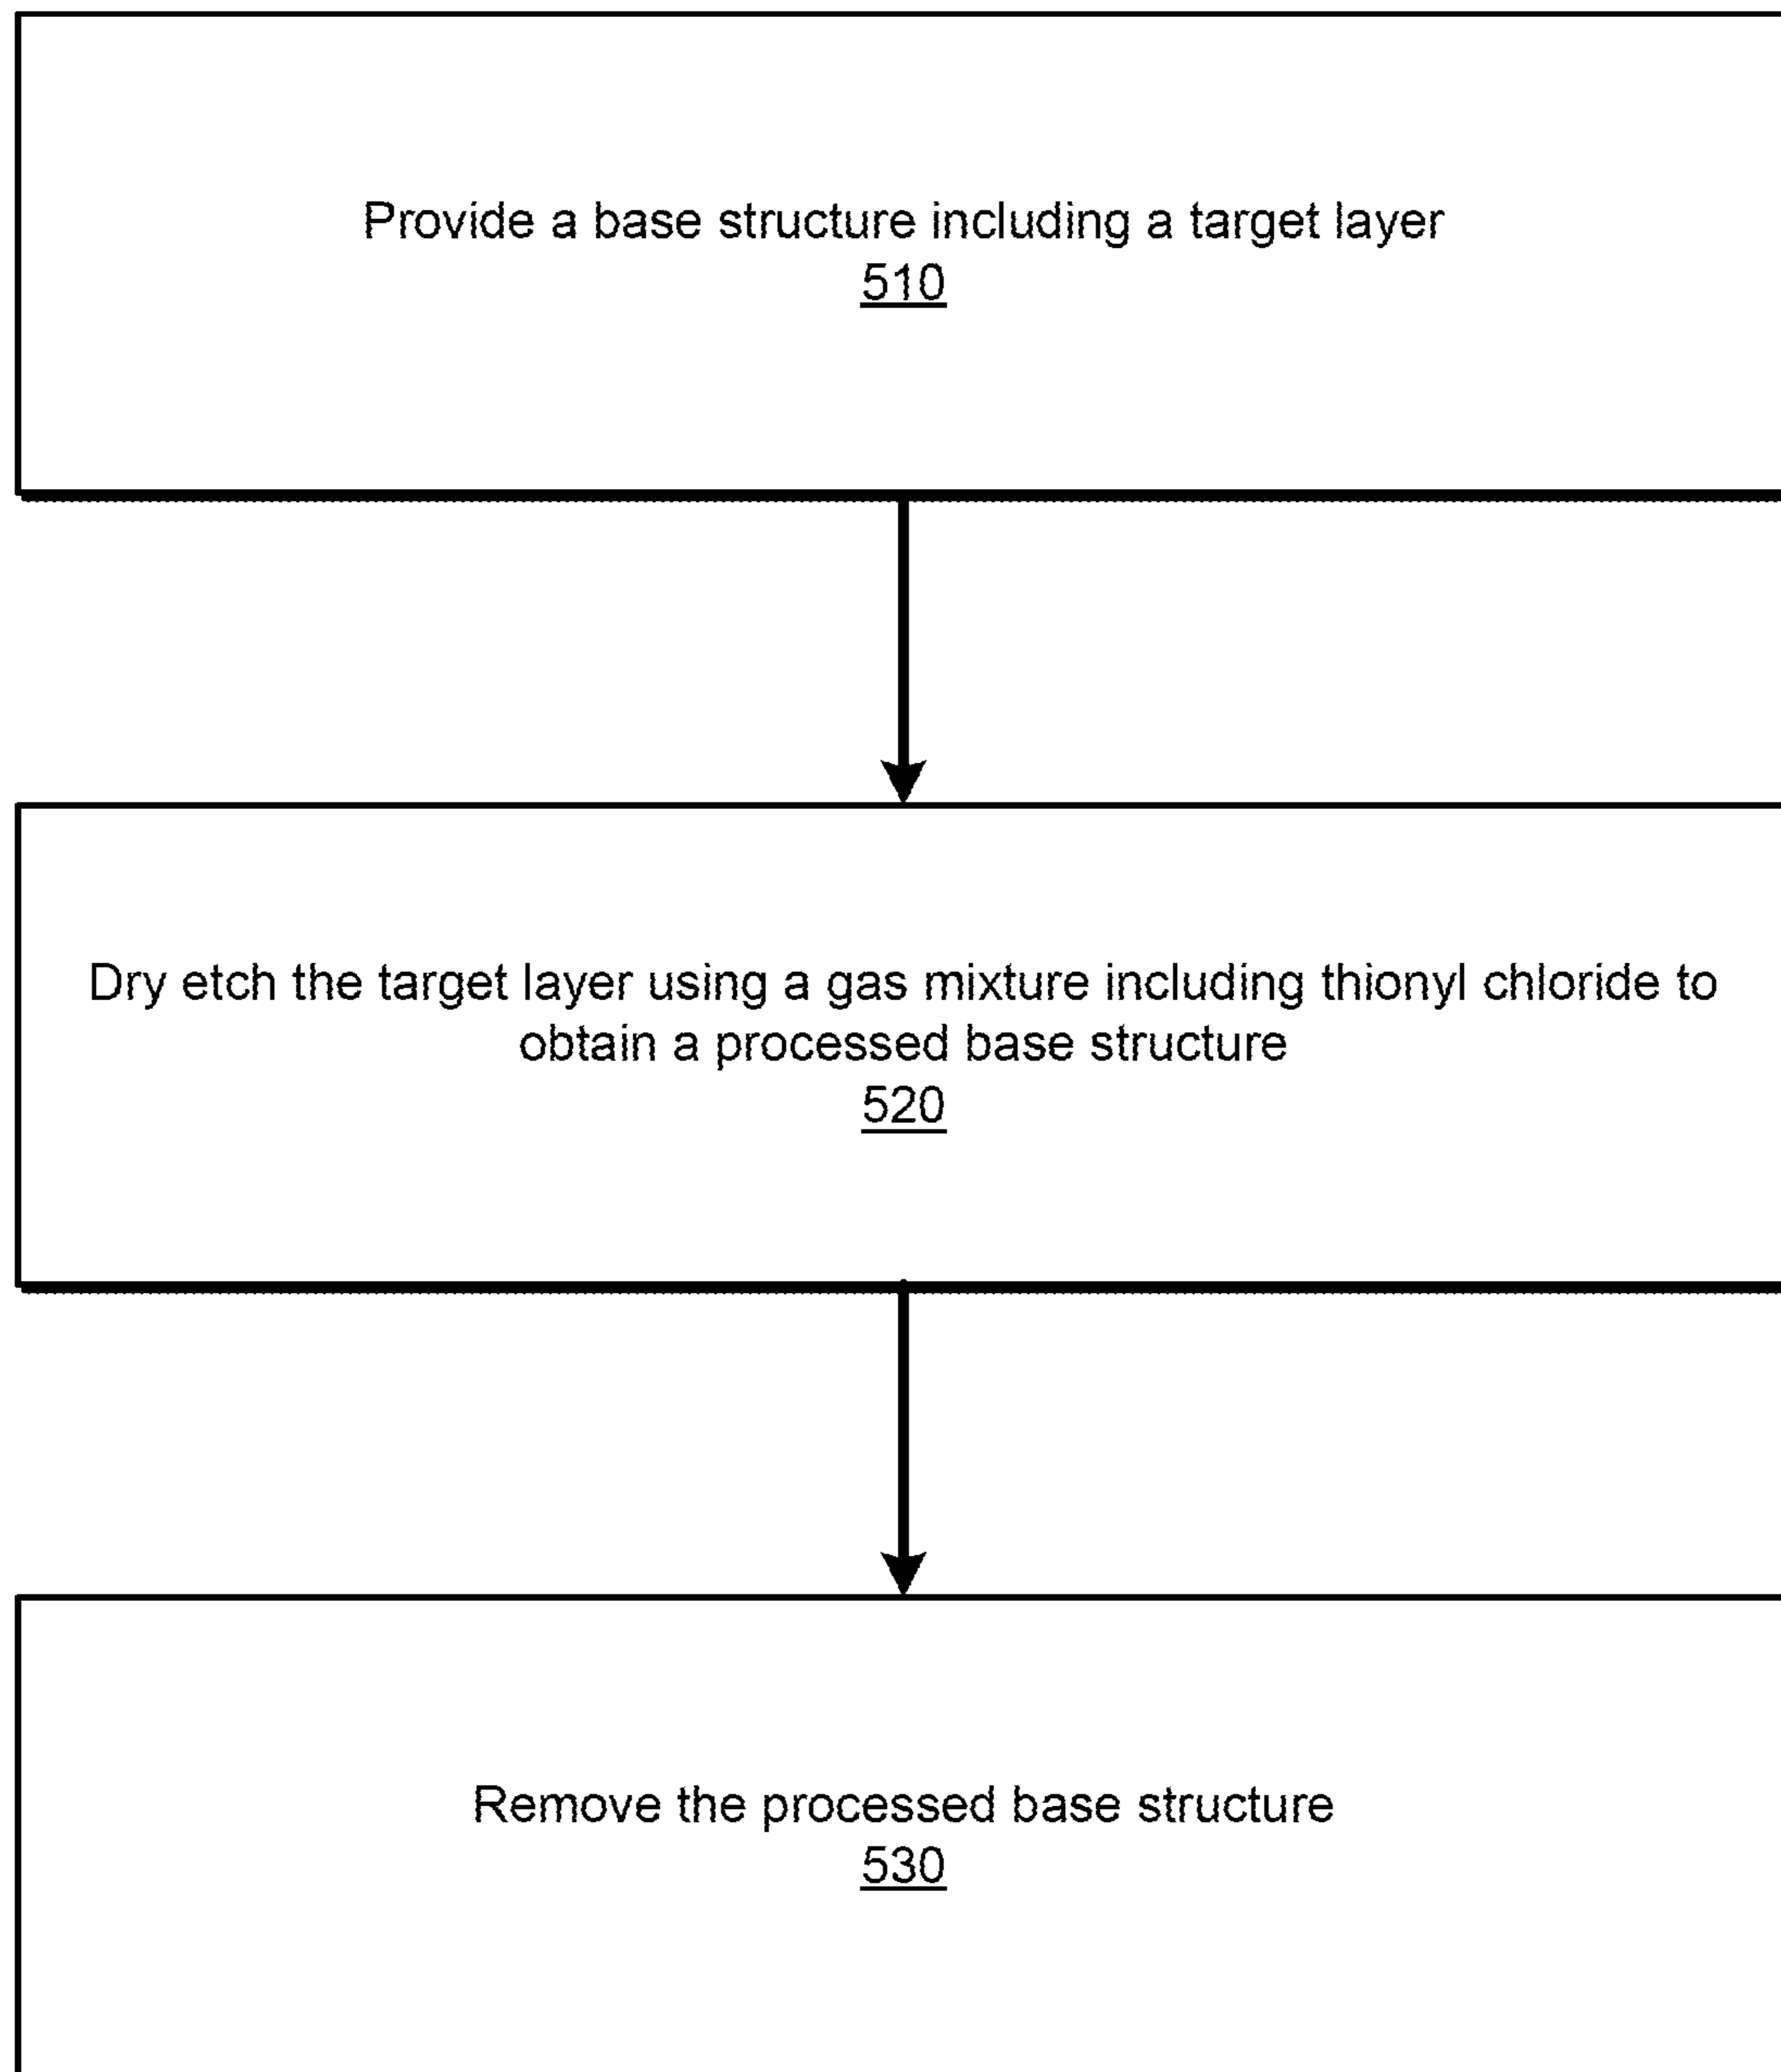 Provide a base structure including a target layer
510
Dry etch the target layer using a gas mixture including thionyl chloride to
obtain a processed base structure
520
Remove the processed base structure
530